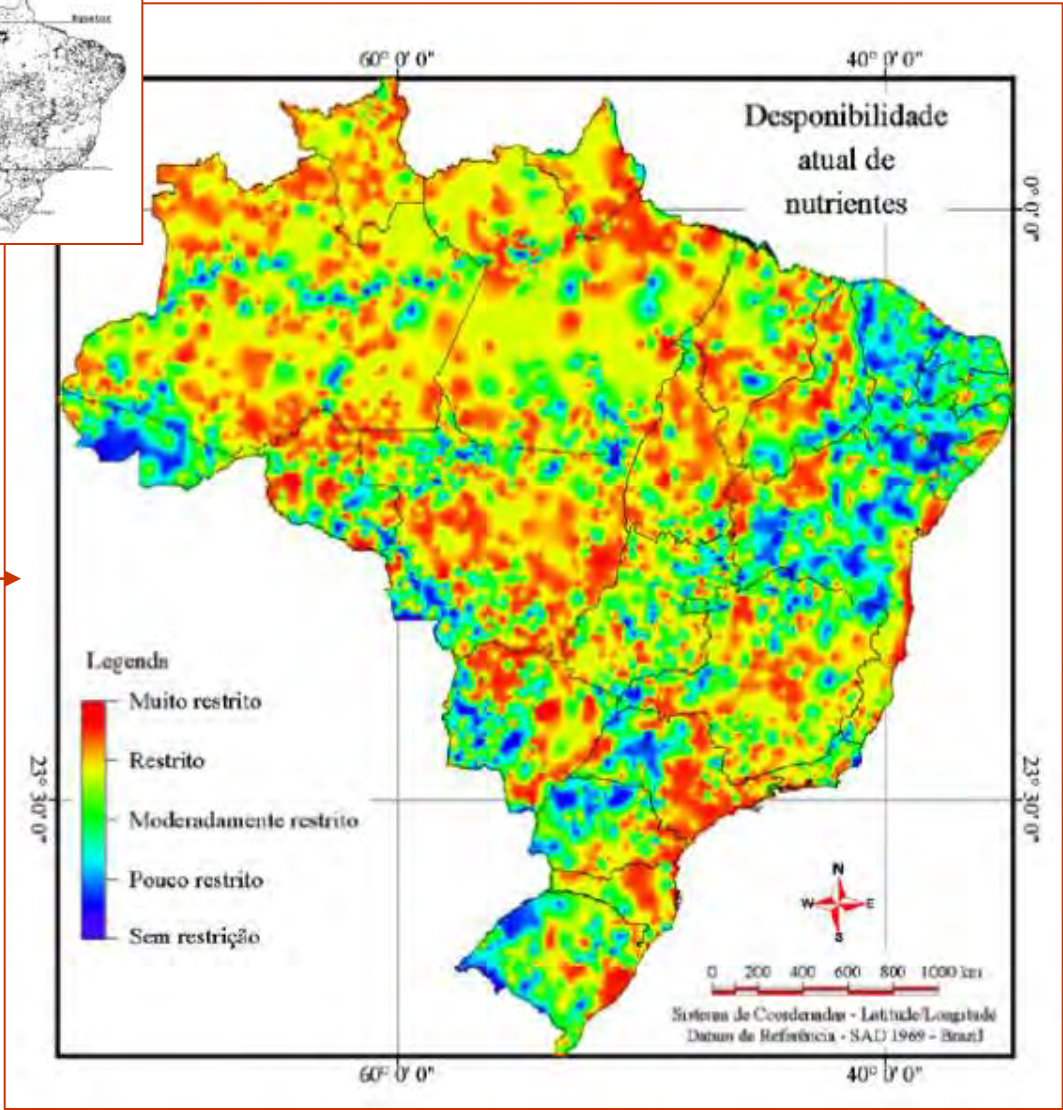 Equator
60° 0' 0"
40° 0' 0"
Desponibilidade
atual de
nutrientes
0° 0' 0"
Legenda
Muito restrito
Restrito
Moderadamente restrito
Pouco restrito
Sem restrição
23° 30' 0"
23° 30' 0"
N
W E
S
0 200 400 600 800 1000 km
Sistema de Coordenadas - Latitude/Longitude
Datum de Referência - SAD 1969 - Brazil
60° 0' 0"
40° 0' 0"